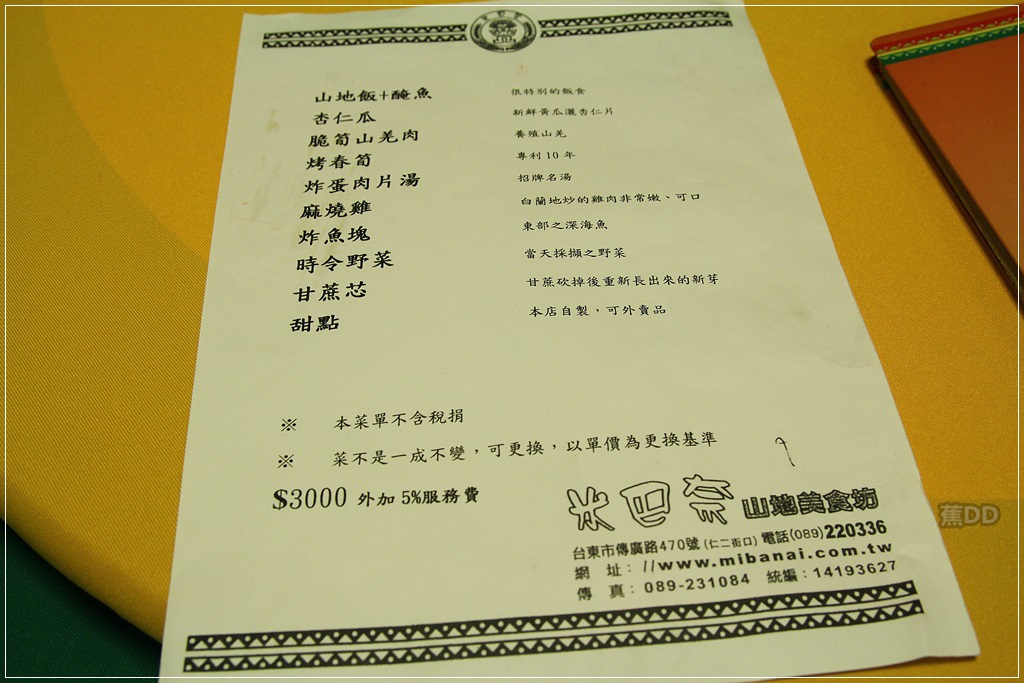 山地飯+醃魚 很特別的飯食
杏仁瓜 新鮮黃瓜灑杏仁片
脆筍山羌肉 養殖山羌
烤春筍 專利10年
炸蛋肉片湯 招牌名湯
麻燒雞 白蘭地炒的雞肉非常嫩、可口
炸魚塊 東部之深海魚
時令野菜 當天採擷之野菜
甘蔗芯 甘蔗砍掉後重新長出來的新芽
甜點 本店自製，可外賣品
※ 本菜單不含稅捐
※ 菜不是一成不變，可更換，以單價為更換基準
$3000 外加 5%服務費
米巴奈 山地美食坊
台東市傳廣路470號(仁二街口) 電話(089)220336
網 址：//www.mibanai.com.tw
傳 真：089-231084 統編：14193627
蕉DD